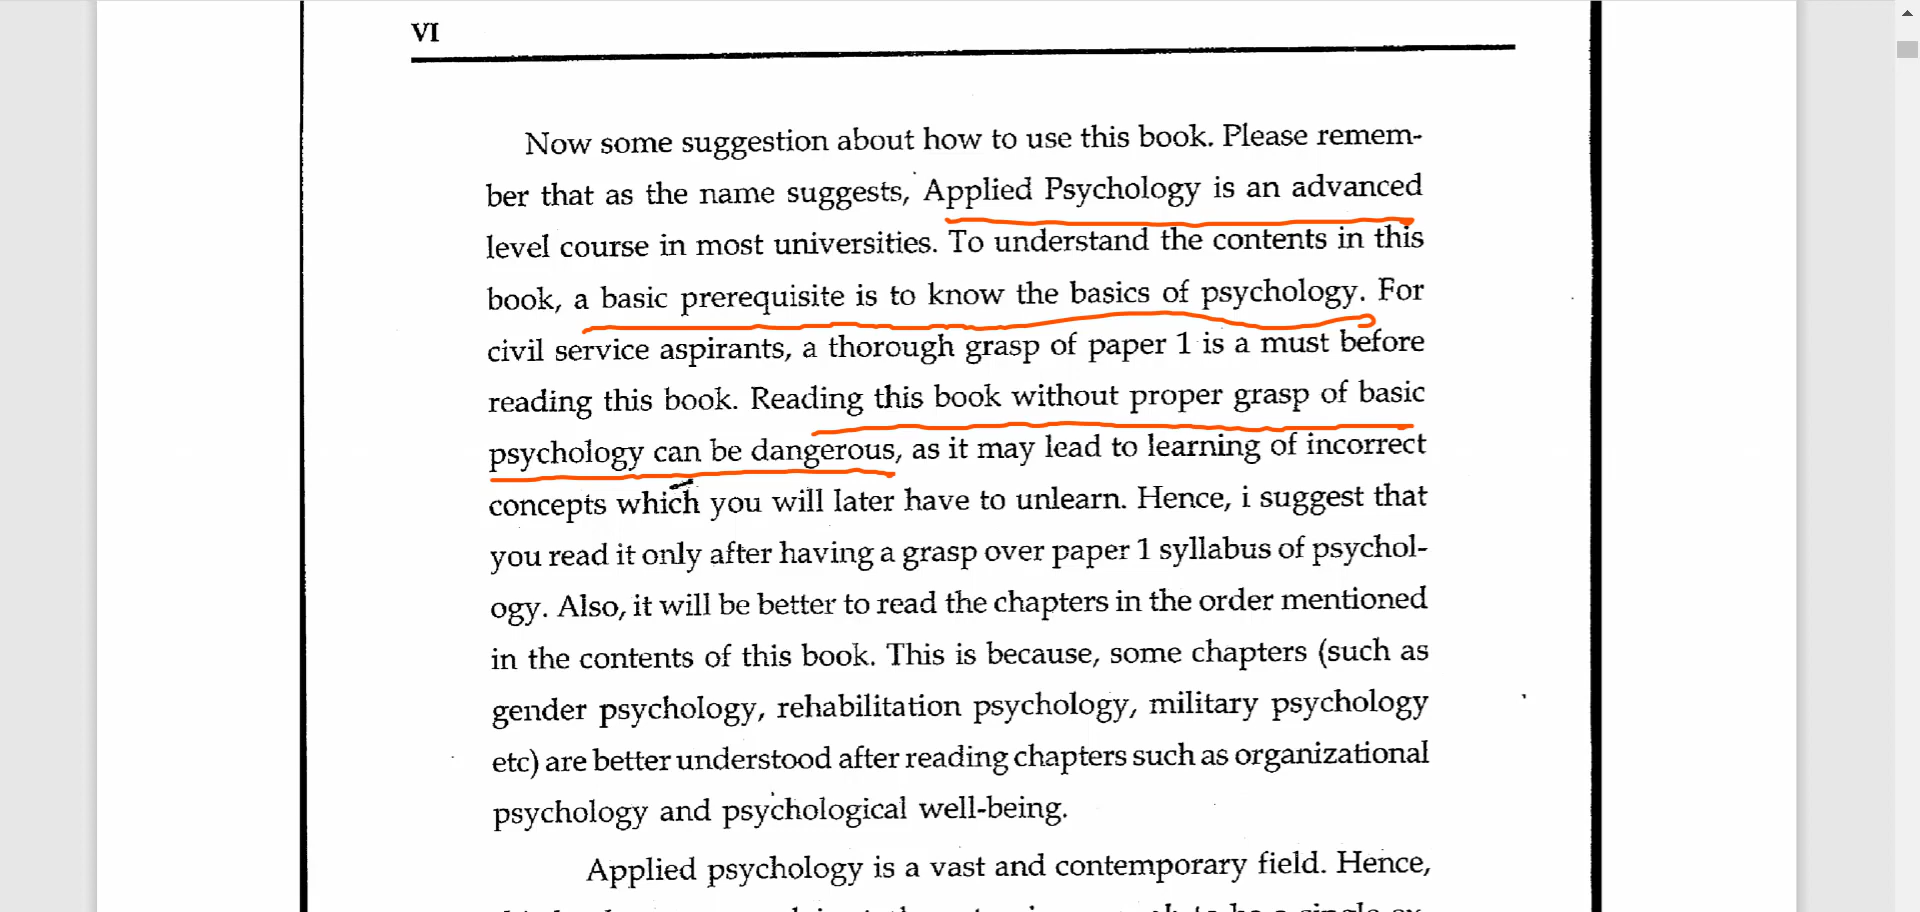 VI
Now some suggestion about how to use this book. Please remem-
ber that as the name suggests, Applied Psychology is an advanced
level course in most universities. To understand the contents in this
book, a basic prerequisite is to know the basics of psychology. For
civil service aspirants, a thorough grasp of paper 1 is a must before
reading this book. Reading this book without proper grasp of basic
psychology can be dangerous, as it may lead to learning of incorrect
concepts which you will later have to unlearn. Hence, i suggest that
you read it only after having a grasp over paper 1 syllabus of psychol-
ogy. Also, it will be better to read the chapters in the order mentioned
in the contents of this book. This is because, some chapters (such as
gender psychology, rehabilitation psychology, military psychology
etc) are better understood after reading chapters such as organizational
psychology and psychological well-being.
Applied psychology is a vast and contemporary field. Hence,